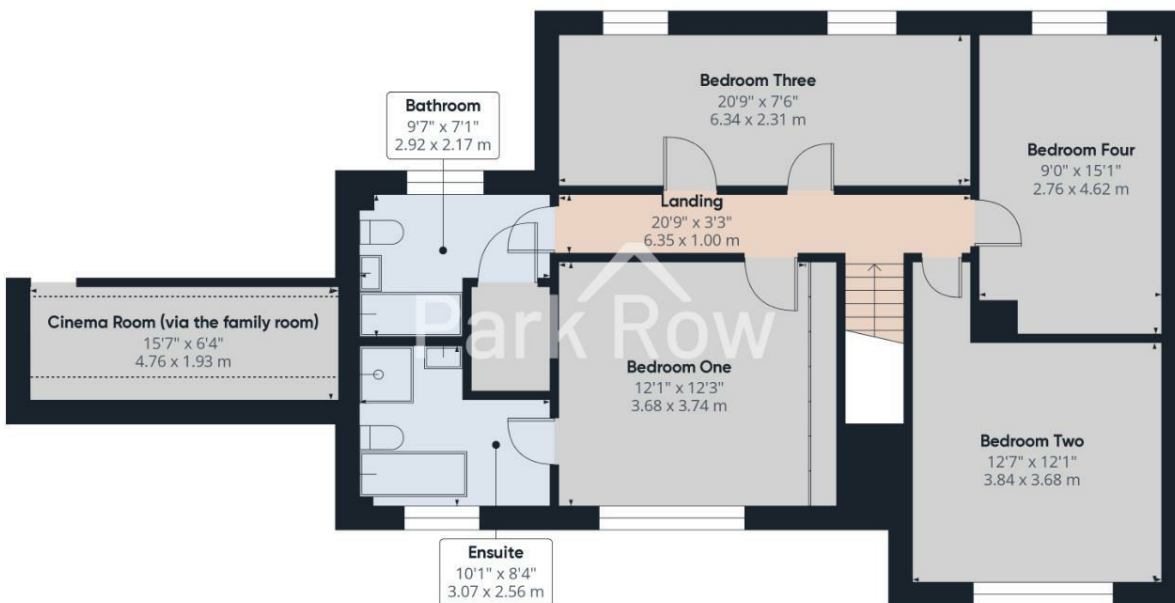 Bedroom Three
20'9" x 7'6"
6.34 x 2.31 m
Bathroom
9'7" x 7'1"
2.92 x 2.17 m
Bedroom Four
9'0" x 15'1"
2.76 x 4.62 m
Landing
20'9" x 3'3"
6.35 x 1.00 m
Cinema Room (via the family room)
15'7" x 6'4"
4.76 x 1.93 m
Park Row
Bedroom One
12'1" x 12'3"
3.68 x 3.74 m
Bedroom Two
12'7" x 12'1"
3.84 x 3.68 m
Ensuite
10'1" x 8'4"
3.07 x 2.56 m